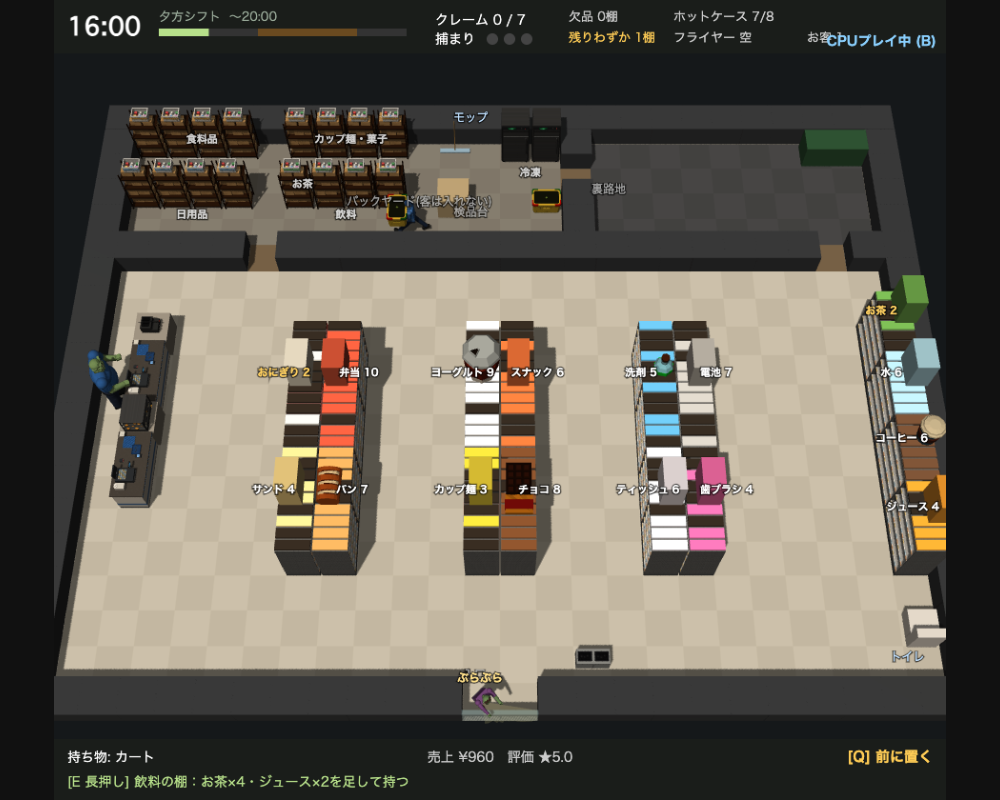 16:00
夕方シフト ～20:00
クレーム 0 / 7
捕まり
欠品 0棚
残りわずか 1棚
ホットケース 7/8
フライヤー 空
CPUプレイ中 (B)
モップ
食料品
カップ麺・菓子
冷凍
お茶
裏路地
バックヤード(客は入れない)
検品台
日用品
飲料
お茶 2
おにぎり 2
弁当 10
ヨーグルト 9
スナック 6
洗剤 5
電池 7
水 6
コーヒー 6
サンド 4
パン 7
カップ麺 3
チョコ 8
ティッシュ 6
歯ブラシ 4
ジュース 4
トイレ
ぶらぶら
持ち物: カート
売上 ¥960 評価 ★5.0
[Q] 前に置く
[E 長押し] 飲料の棚：お茶×4・ジュース×2を足して持つ